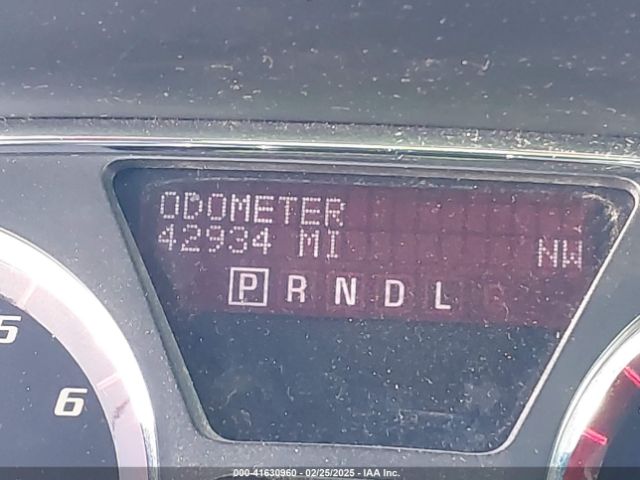 ODOMETER
42934 MI NW
P R N D L
5
6
000-41630960 - 02/25/2025 - IAA Inc.